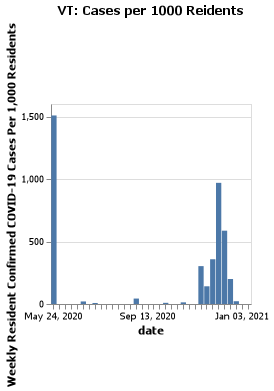 VT: Cases per 1000 Reidents
Weekly Resident Confirmed COVID-19 Cases Per 1,000 Residents
1,500
1,000
500
0
May 24, 2020
Sep 13, 2020
Jan 03, 2021
date